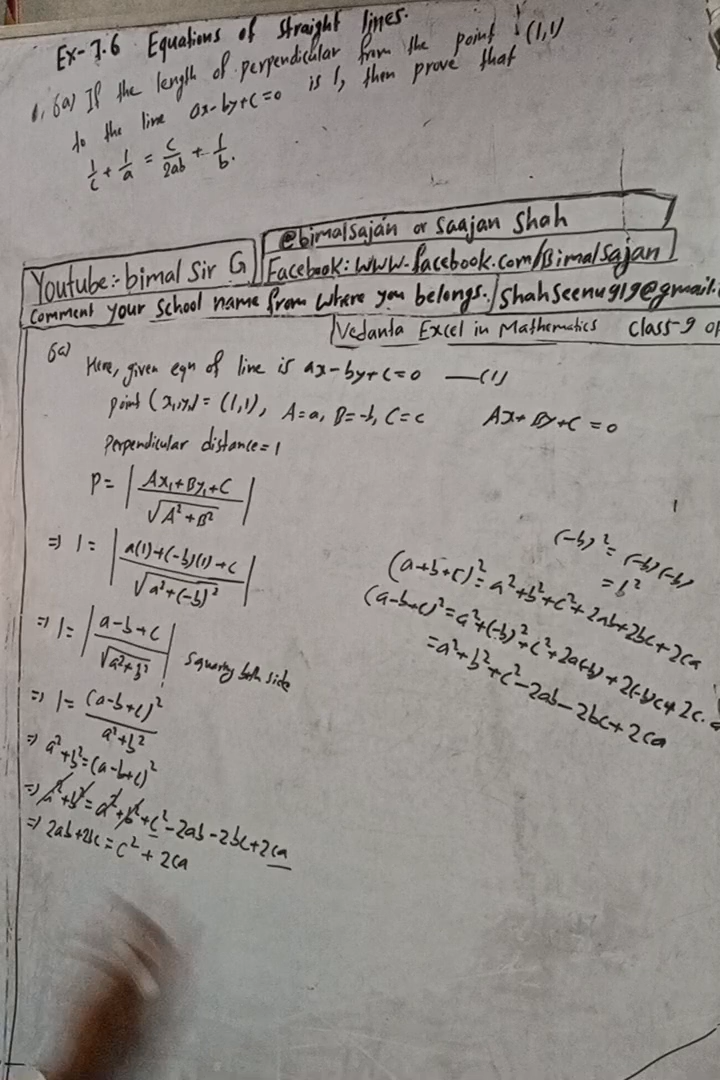 Ex-7.6 Equations of straight lines.
1, 6a) If the length of perpendicular from the point (1,1)
to the line ax-by+c=0 is 1, then prove that
1/c + 1/a = c/2ab + 1/b.
@bimalsajan or Saajan Shah
Youtube:- bimal Sir G
Facebook: www.facebook.com/Bimalsajan
Comment your school name from where you belongs. / Shahseenu919@gmail.
Vedanta Excel in Mathematics class-9 op
6a)
Here, given eqn of line is ax-by+c=0 —(1)
point (x₁,y₁) = (1,1), A=a, B=-b, C=c Ax+By+C=0
Perpendicular distance=1
P= |Ax₁+By₁+C / √A²+B²|
⇒ 1= |a(1)+(-b)(1)+c / √a²+(-b)²|
⇒ 1= |a-b+c / √a²+b²| squaring both side
⇒ 1= (a-b+c)² / a²+b²
⇒ a²+b²=(a-b+c)²
⇒ a²+b²=a²+b²+c²-2ab-2bc+2ca
⇒ 2ab+2bc=c²+2ca
(-b)²=(-b)(-b)
=b²
(a+b+c)²=a²+b²+c²+2ab+2bc+2ca
(a-b+c)²=a²+(-b)²+c²+2a(-b)+2(-b)c+2c.a
=a²+b²+c²-2ab-2bc+2ca